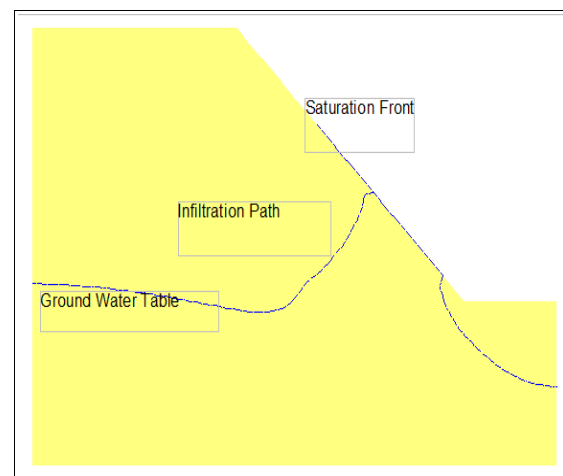 Saturation Front
Infiltration Path
Ground Water Table